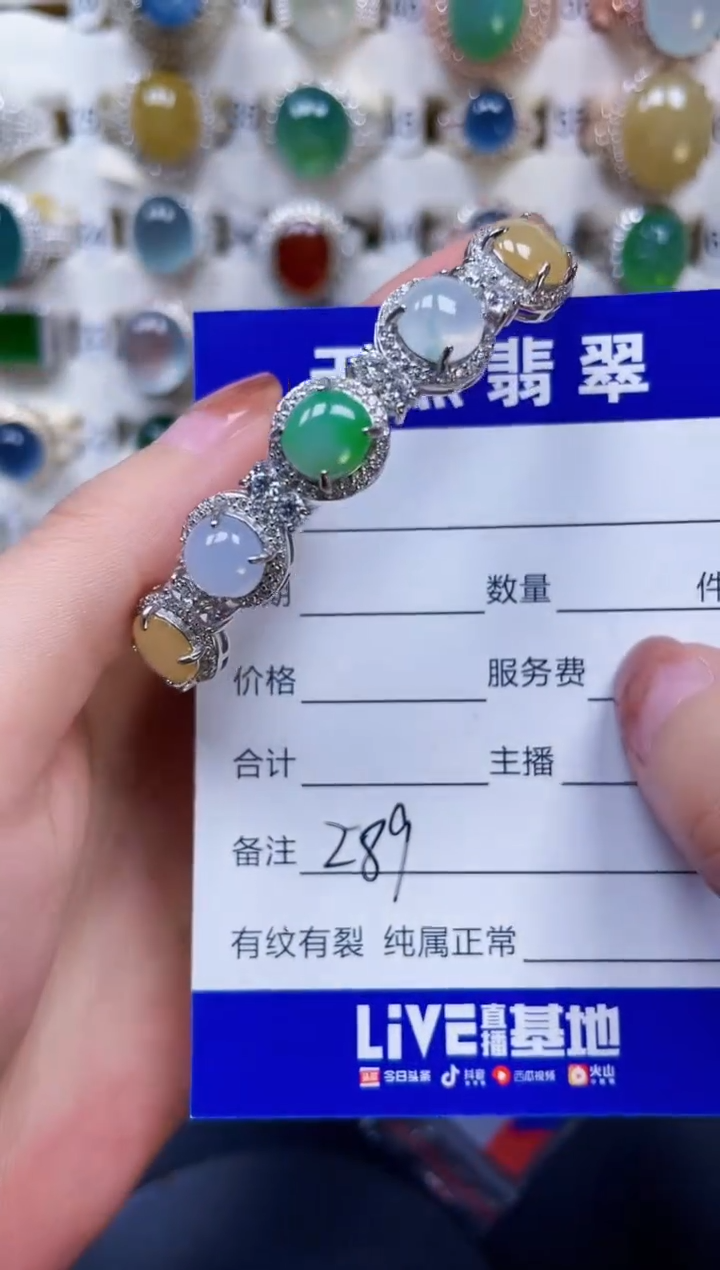 翡翠
数量 件
价格 服务费
合计 主播
备注 289
有纹有裂 纯属正常
LiVE直播基地
今日头条 抖音 西瓜视频 火山